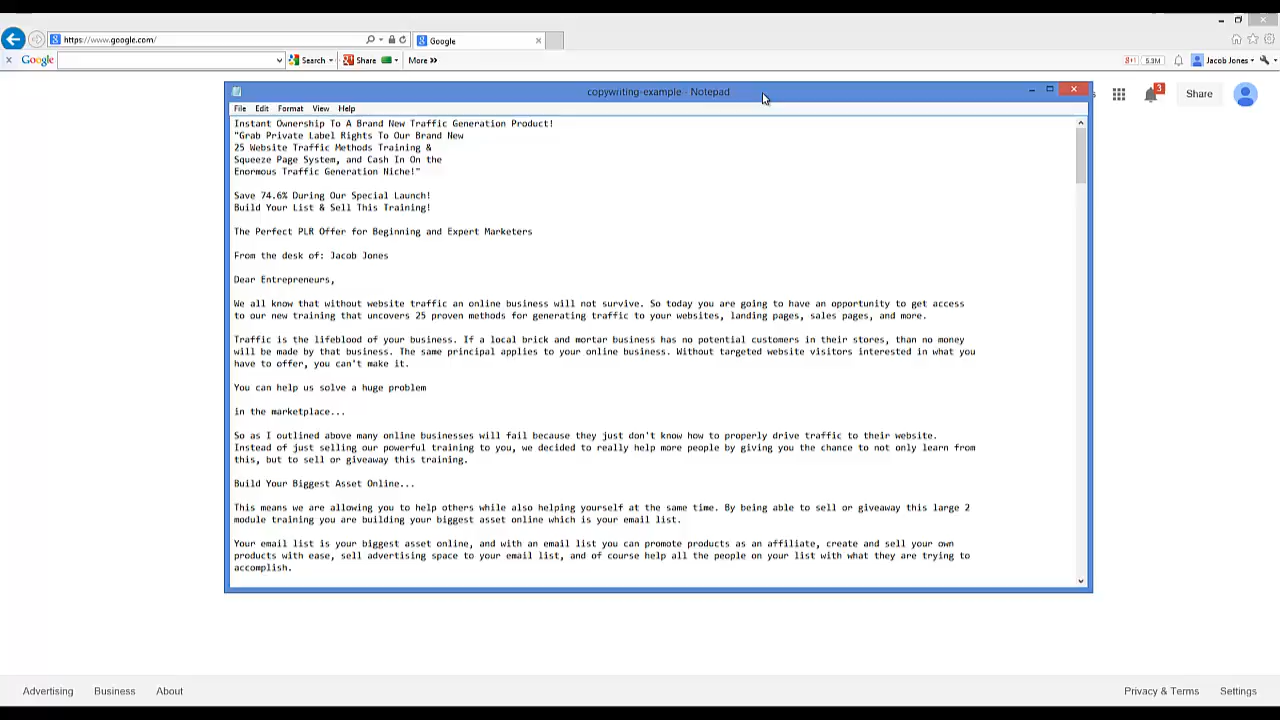 https://www.google.com/
Google
Google
Search
Share
More »
g+1
5.3M
Jacob Jones
3
Share
copywriting-example - Notepad
File Edit Format View Help
Instant Ownership To A Brand New Traffic Generation Product!
"Grab Private Label Rights To Our Brand New
25 Website Traffic Methods Training &
Squeeze Page System, and Cash In On the
Enormous Traffic Generation Niche!"
Save 74.6% During Our Special Launch!
Build Your List & Sell This Training!
The Perfect PLR Offer for Beginning and Expert Marketers
From the desk of: Jacob Jones
Dear Entrepreneurs,
We all know that without website traffic an online business will not survive. So today you are going to have an opportunity to get access
to our new training that uncovers 25 proven methods for generating traffic to your websites, landing pages, sales pages, and more.
Traffic is the lifeblood of your business. If a local brick and mortar business has no potential customers in their stores, than no money
will be made by that business. The same principal applies to your online business. Without targeted website visitors interested in what you
have to offer, you can't make it.
You can help us solve a huge problem
in the marketplace...
So as I outlined above many online businesses will fail because they just don't know how to properly drive traffic to their website.
Instead of just selling our powerful training to you, we decided to really help more people by giving you the chance to not only learn from
this, but to sell or giveaway this training.
Build Your Biggest Asset Online...
This means we are allowing you to help others while also helping yourself at the same time. By being able to sell or giveaway this large 2
module training you are building your biggest asset online which is your email list.
Your email list is your biggest asset online, and with an email list you can promote products as an affiliate, create and sell your own
products with ease, sell advertising space to your email list, and of course help all the people on your list with what they are trying to
accomplish.
Advertising Business About
Privacy & Terms Settings